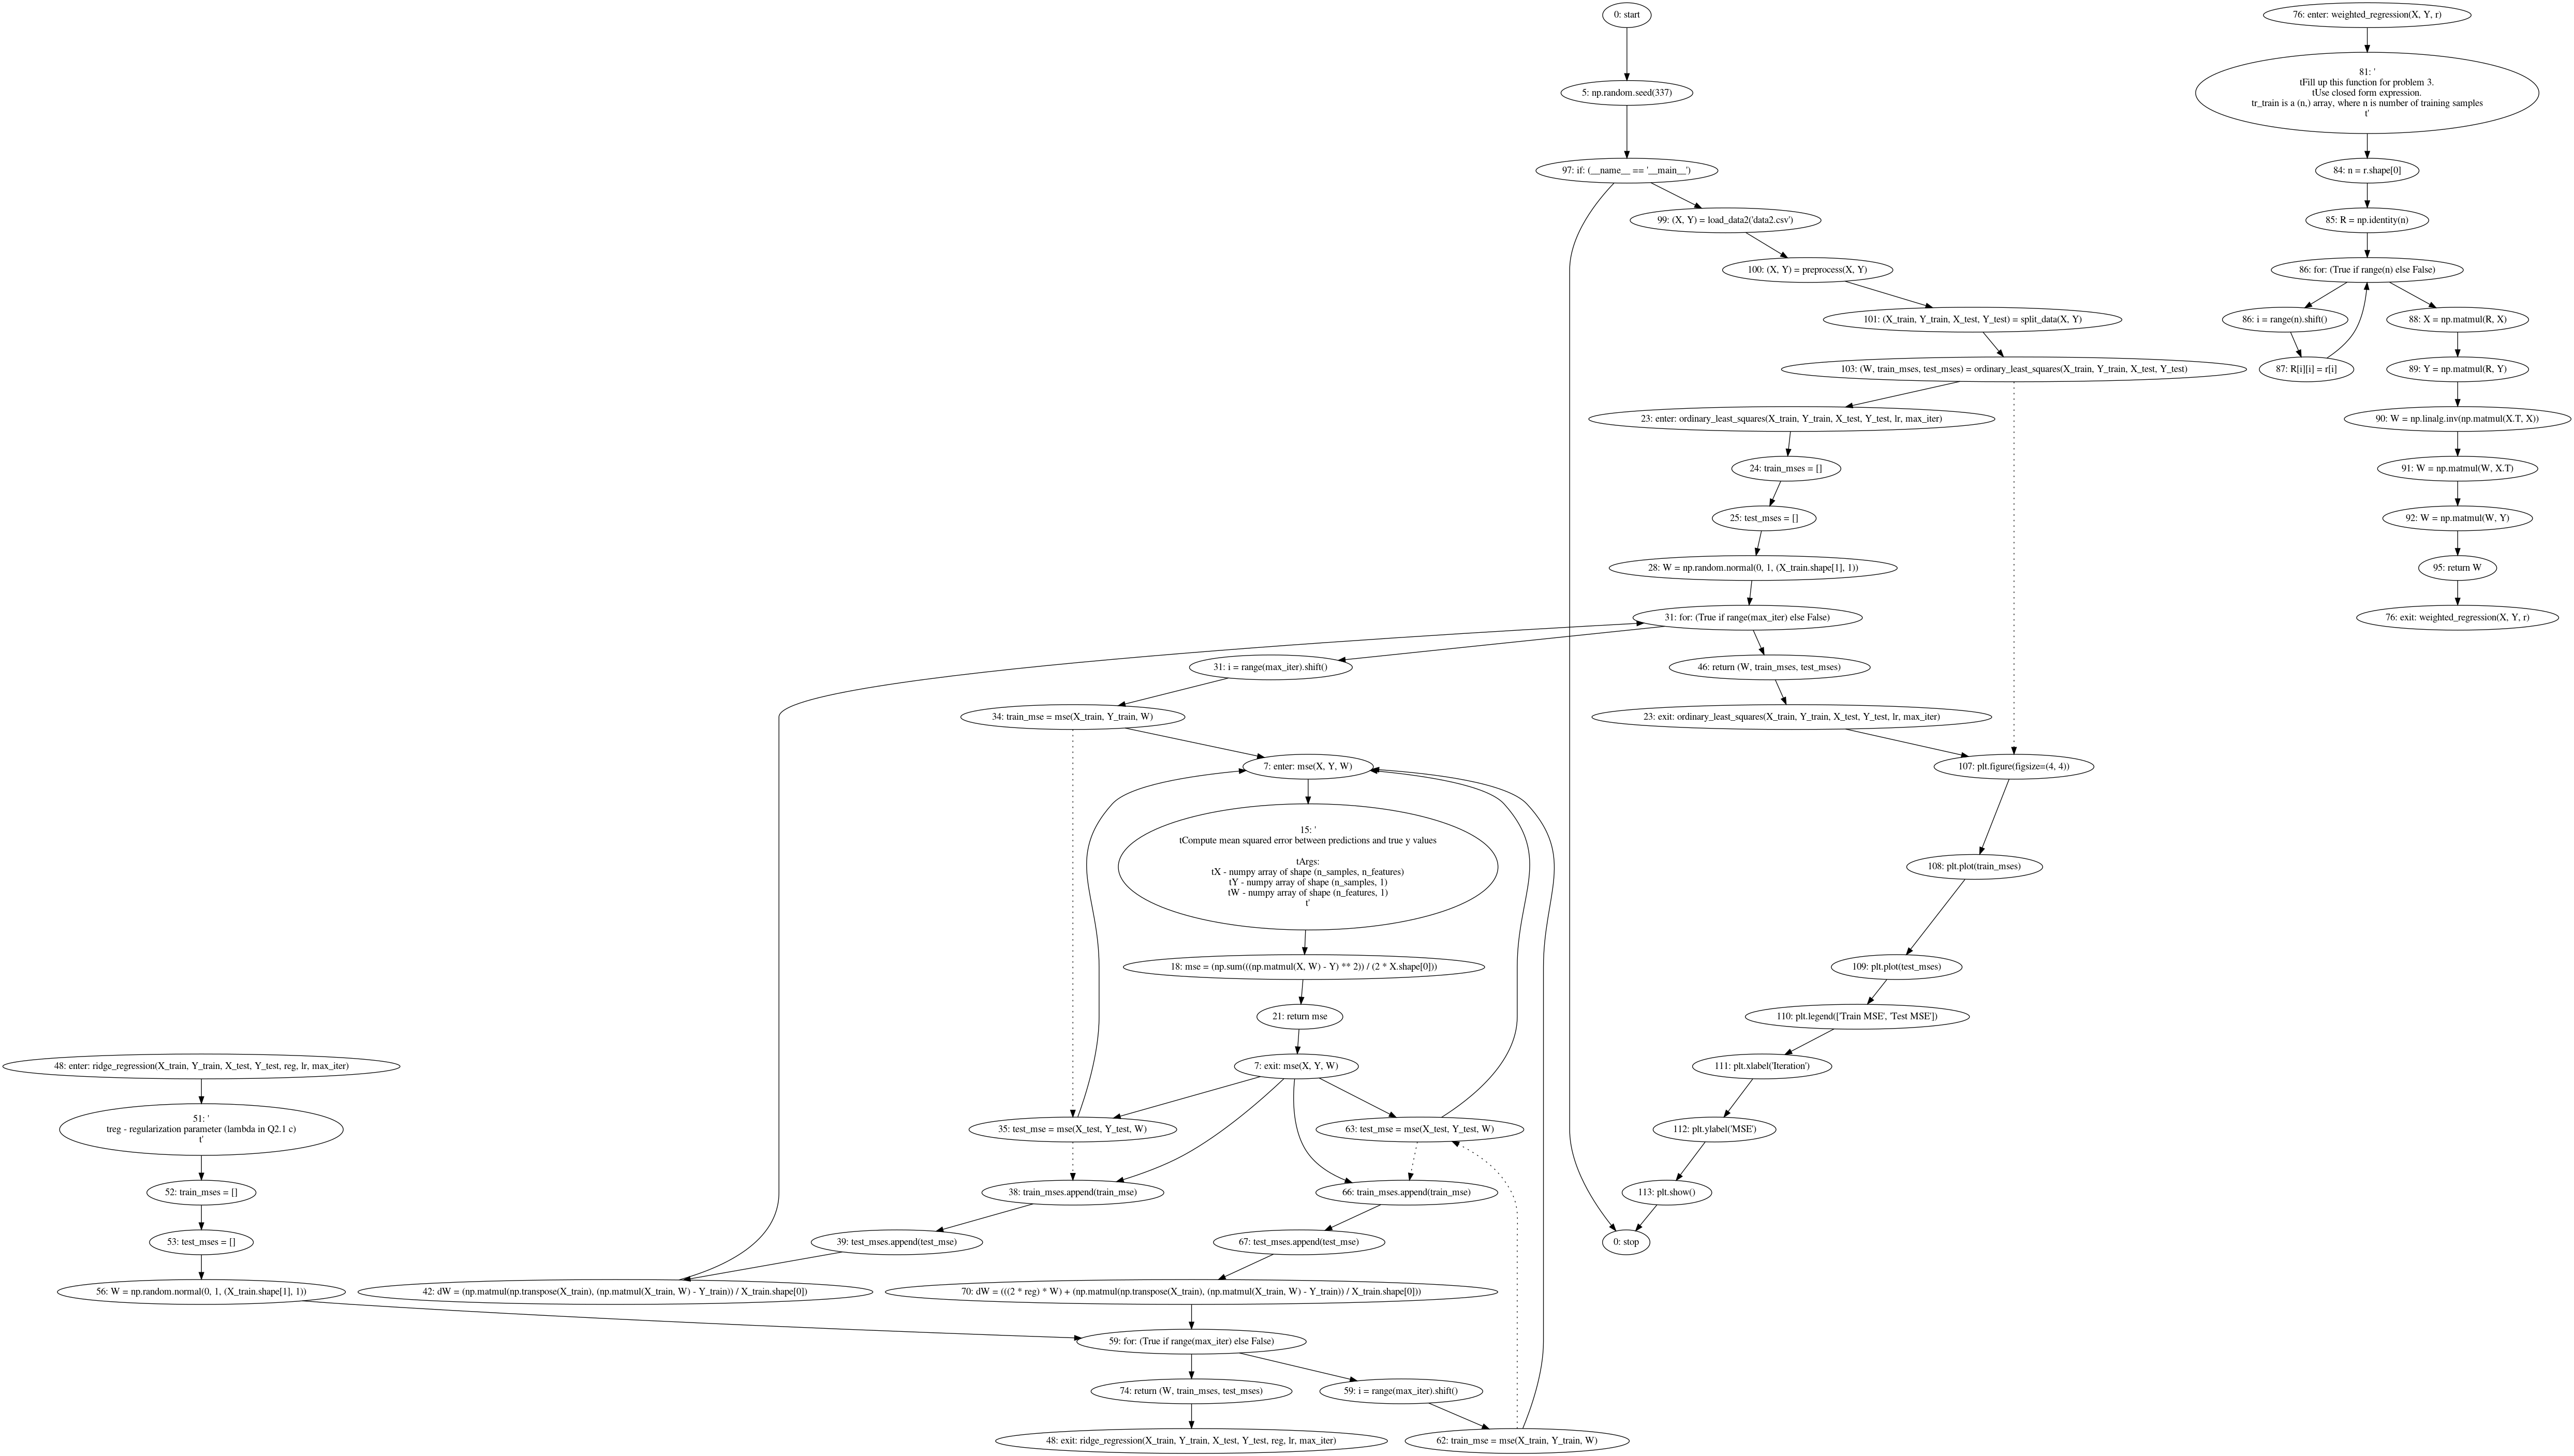 0: start
5: np.random.seed(337)
97: if: (__name__ == '__main__')
99: (X, Y) = load_data2('data2.csv')
100: (X, Y) = preprocess(X, Y)
101: (X_train, Y_train, X_test, Y_test) = split_data(X, Y)
103: (W, train_mses, test_mses) = ordinary_least_squares(X_train, Y_train, X_test, Y_test)
23: enter: ordinary_least_squares(X_train, Y_train, X_test, Y_test, lr, max_iter)
24: train_mses = []
25: test_mses = []
28: W = np.random.normal(0, 1, (X_train.shape[1], 1))
31: for: (True if range(max_iter) else False)
31: i = range(max_iter).shift()
46: return (W, train_mses, test_mses)
34: train_mse = mse(X_train, Y_train, W)
23: exit: ordinary_least_squares(X_train, Y_train, X_test, Y_test, lr, max_iter)
7: enter: mse(X, Y, W)
107: plt.figure(figsize=(4, 4))
15: '
tCompute mean squared error between predictions and true y values
tArgs:
tX - numpy array of shape (n_samples, n_features)
tY - numpy array of shape (n_samples, 1)
tW - numpy array of shape (n_features, 1)
t'
108: plt.plot(train_mses)
18: mse = (np.sum(((np.matmul(X, W) - Y) ** 2)) / (2 * X.shape[0]))
109: plt.plot(test_mses)
21: return mse
110: plt.legend(['Train MSE', 'Test MSE'])
7: exit: mse(X, Y, W)
111: plt.xlabel('Iteration')
35: test_mse = mse(X_test, Y_test, W)
63: test_mse = mse(X_test, Y_test, W)
112: plt.ylabel('MSE')
38: train_mses.append(train_mse)
66: train_mses.append(train_mse)
113: plt.show()
39: test_mses.append(test_mse)
67: test_mses.append(test_mse)
0: stop
42: dW = (np.matmul(np.transpose(X_train), (np.matmul(X_train, W) - Y_train)) / X_train.shape[0])
70: dW = (((2 * reg) * W) + (np.matmul(np.transpose(X_train), (np.matmul(X_train, W) - Y_train)) / X_train.shape[0]))
48: enter: ridge_regression(X_train, Y_train, X_test, Y_test, reg, lr, max_iter)
51: '
treg - regularization parameter (lambda in Q2.1 c)
t'
52: train_mses = []
53: test_mses = []
56: W = np.random.normal(0, 1, (X_train.shape[1], 1))
59: for: (True if range(max_iter) else False)
74: return (W, train_mses, test_mses)
59: i = range(max_iter).shift()
48: exit: ridge_regression(X_train, Y_train, X_test, Y_test, reg, lr, max_iter)
62: train_mse = mse(X_train, Y_train, W)
76: enter: weighted_regression(X, Y, r)
81: '
tFill up this function for problem 3.
tUse closed form expression.
tr_train is a (n,) array, where n is number of training samples
t'
84: n = r.shape[0]
85: R = np.identity(n)
86: for: (True if range(n) else False)
86: i = range(n).shift()
88: X = np.matmul(R, X)
87: R[i][i] = r[i]
89: Y = np.matmul(R, Y)
90: W = np.linalg.inv(np.matmul(X.T, X))
91: W = np.matmul(W, X.T)
92: W = np.matmul(W, Y)
95: return W
76: exit: weighted_regression(X, Y, r)